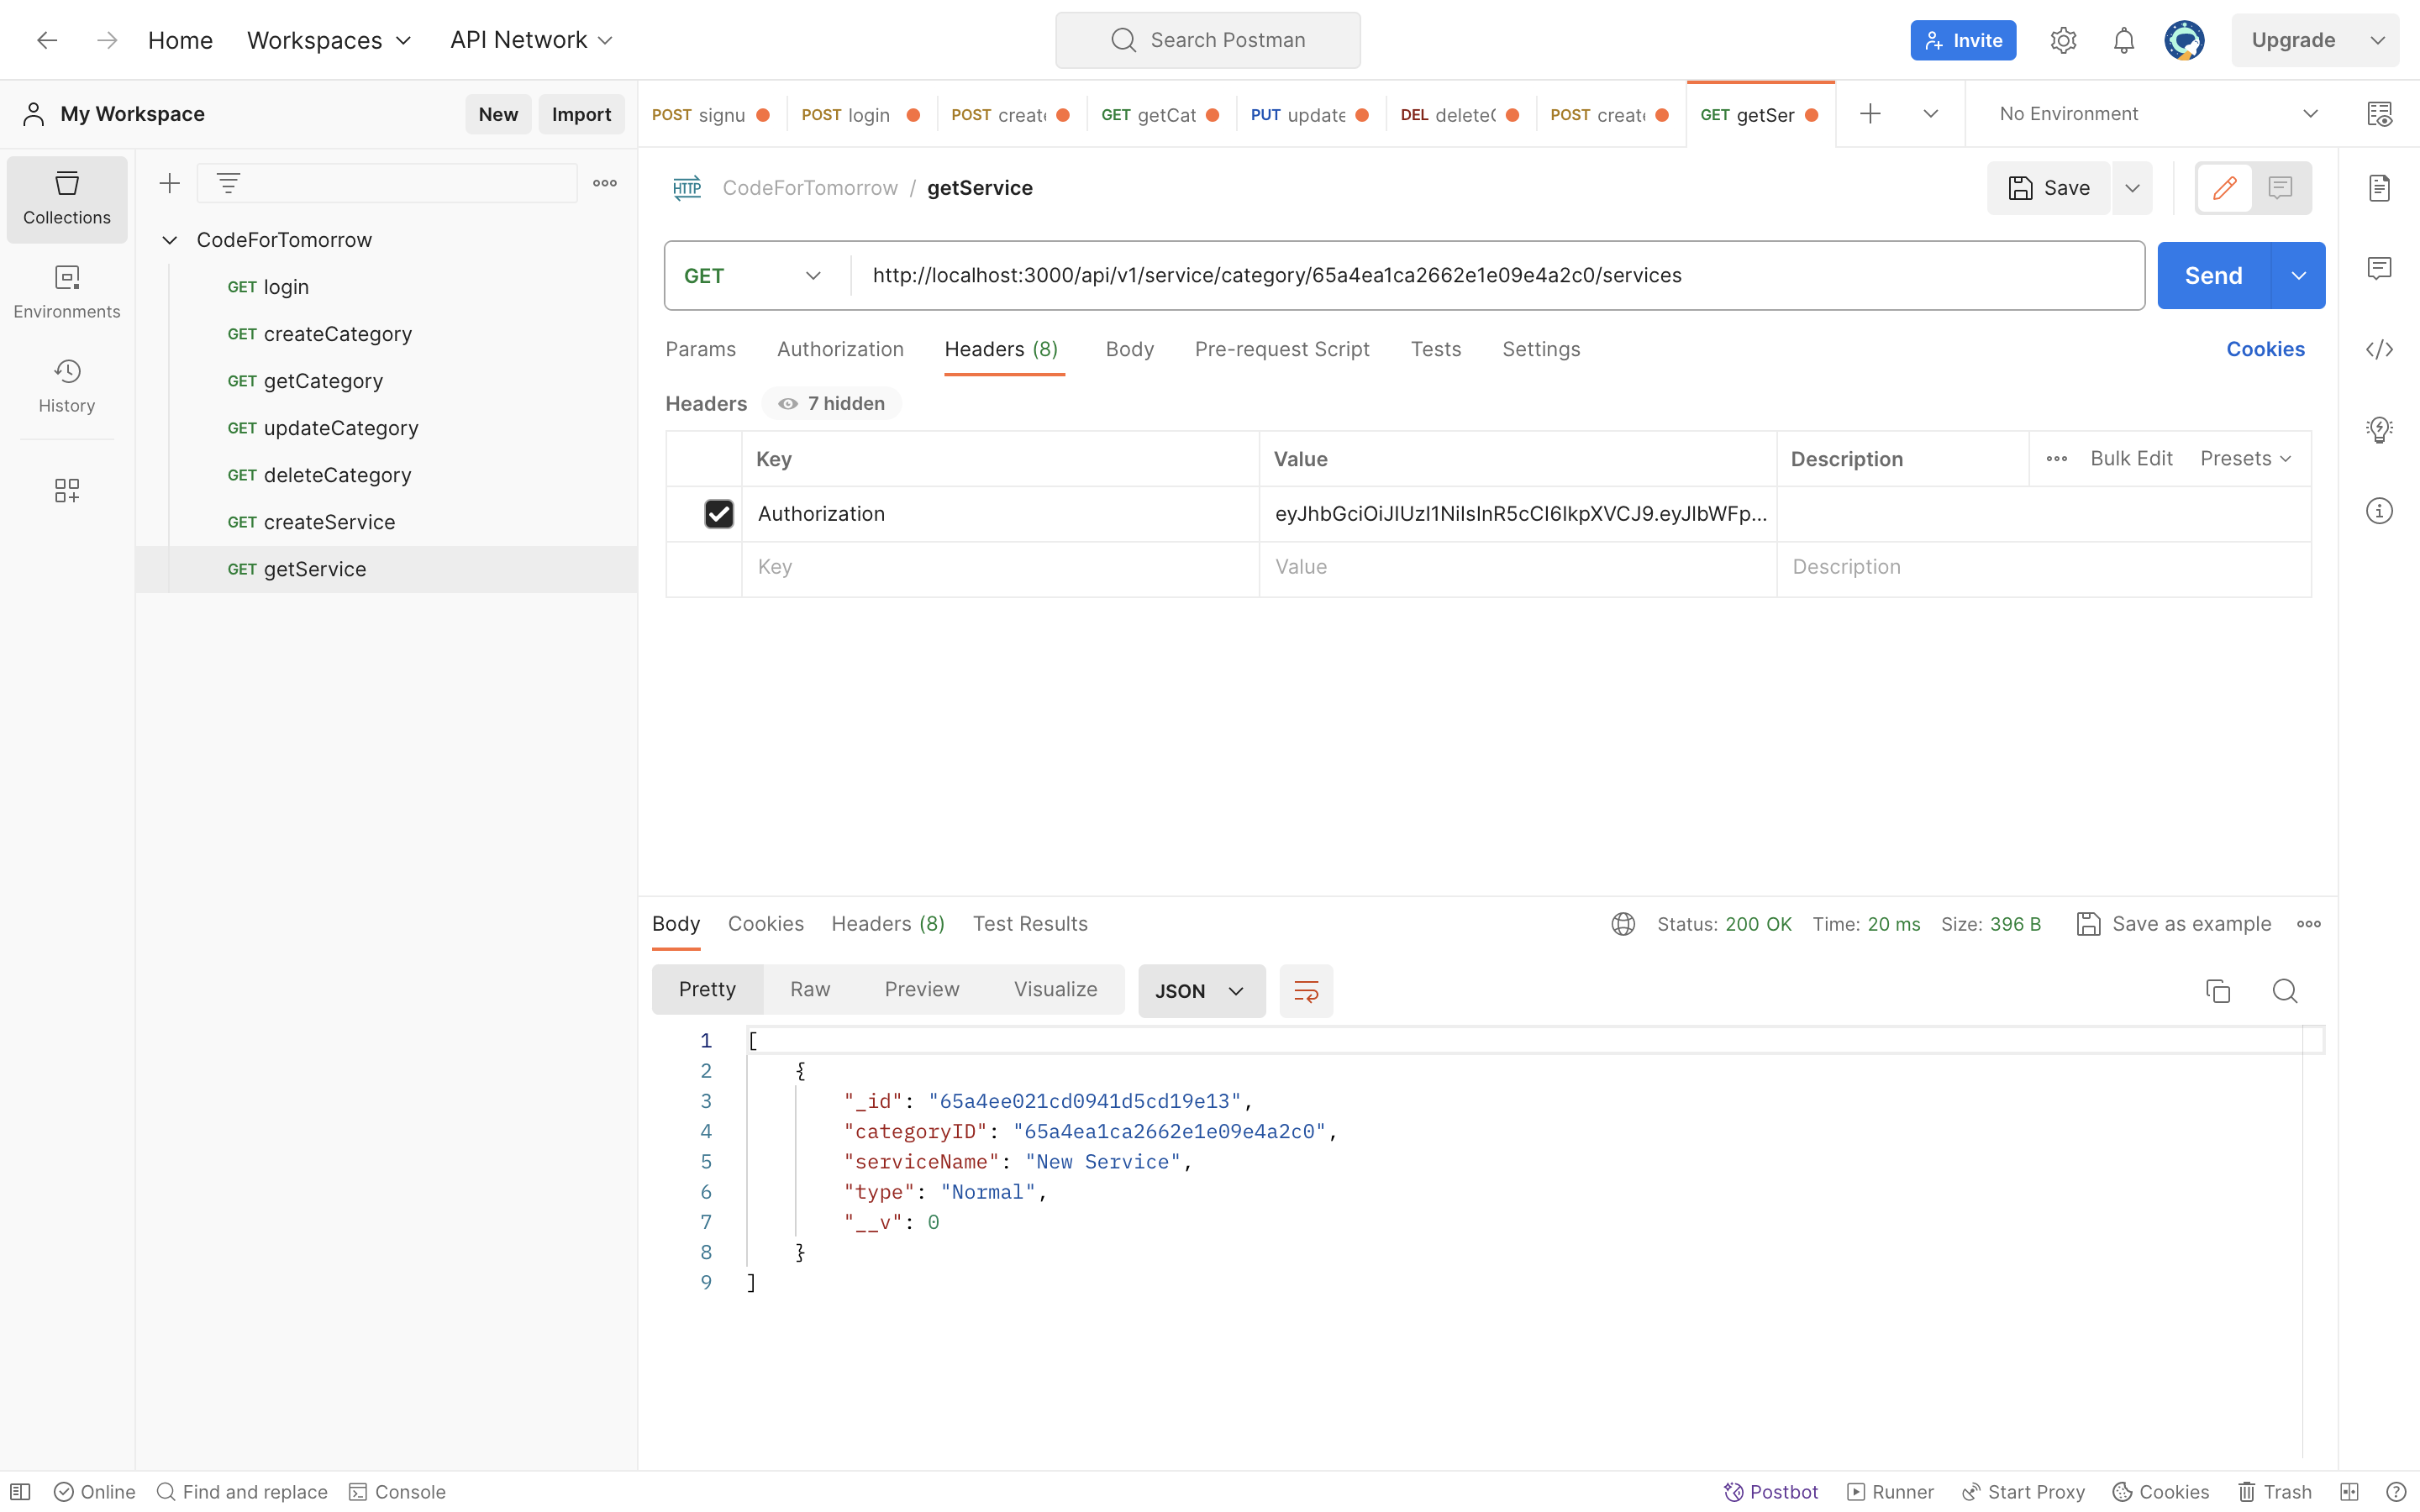 Home Workspaces API Network Search Postman Invite Upgrade
My Workspace New Import
POST signu POST login POST create GET getCat PUT update DEL delete POST create GET getSer No Environment
Collections
Environments
History
CodeForTomorrow
GET login
GET createCategory
GET getCategory
GET updateCategory
GET deleteCategory
GET createService
GET getService
HTTP CodeForTomorrow / getService Save
GET http://localhost:3000/api/v1/service/category/65a4ea1ca2662e1e09e4a2c0/services Send
Params Authorization Headers (8) Body Pre-request Script Tests Settings Cookies
Headers 7 hidden
Key Value Description Bulk Edit Presets
Authorization eyJhbGciOiJIUzI1NiIsInR5cCI6IkpXVCJ9.eyJlbWFp...
Key Value Description
Body Cookies Headers (8) Test Results Status: 200 OK Time: 20 ms Size: 396 B Save as example
Pretty Raw Preview Visualize JSON
1 [
2 {
3 "_id": "65a4ee021cd0941d5cd19e13",
4 "categoryID": "65a4ea1ca2662e1e09e4a2c0",
5 "serviceName": "New Service",
6 "type": "Normal",
7 "__v": 0
8 }
9 ]
Online Find and replace Console Postbot Runner Start Proxy Cookies Trash